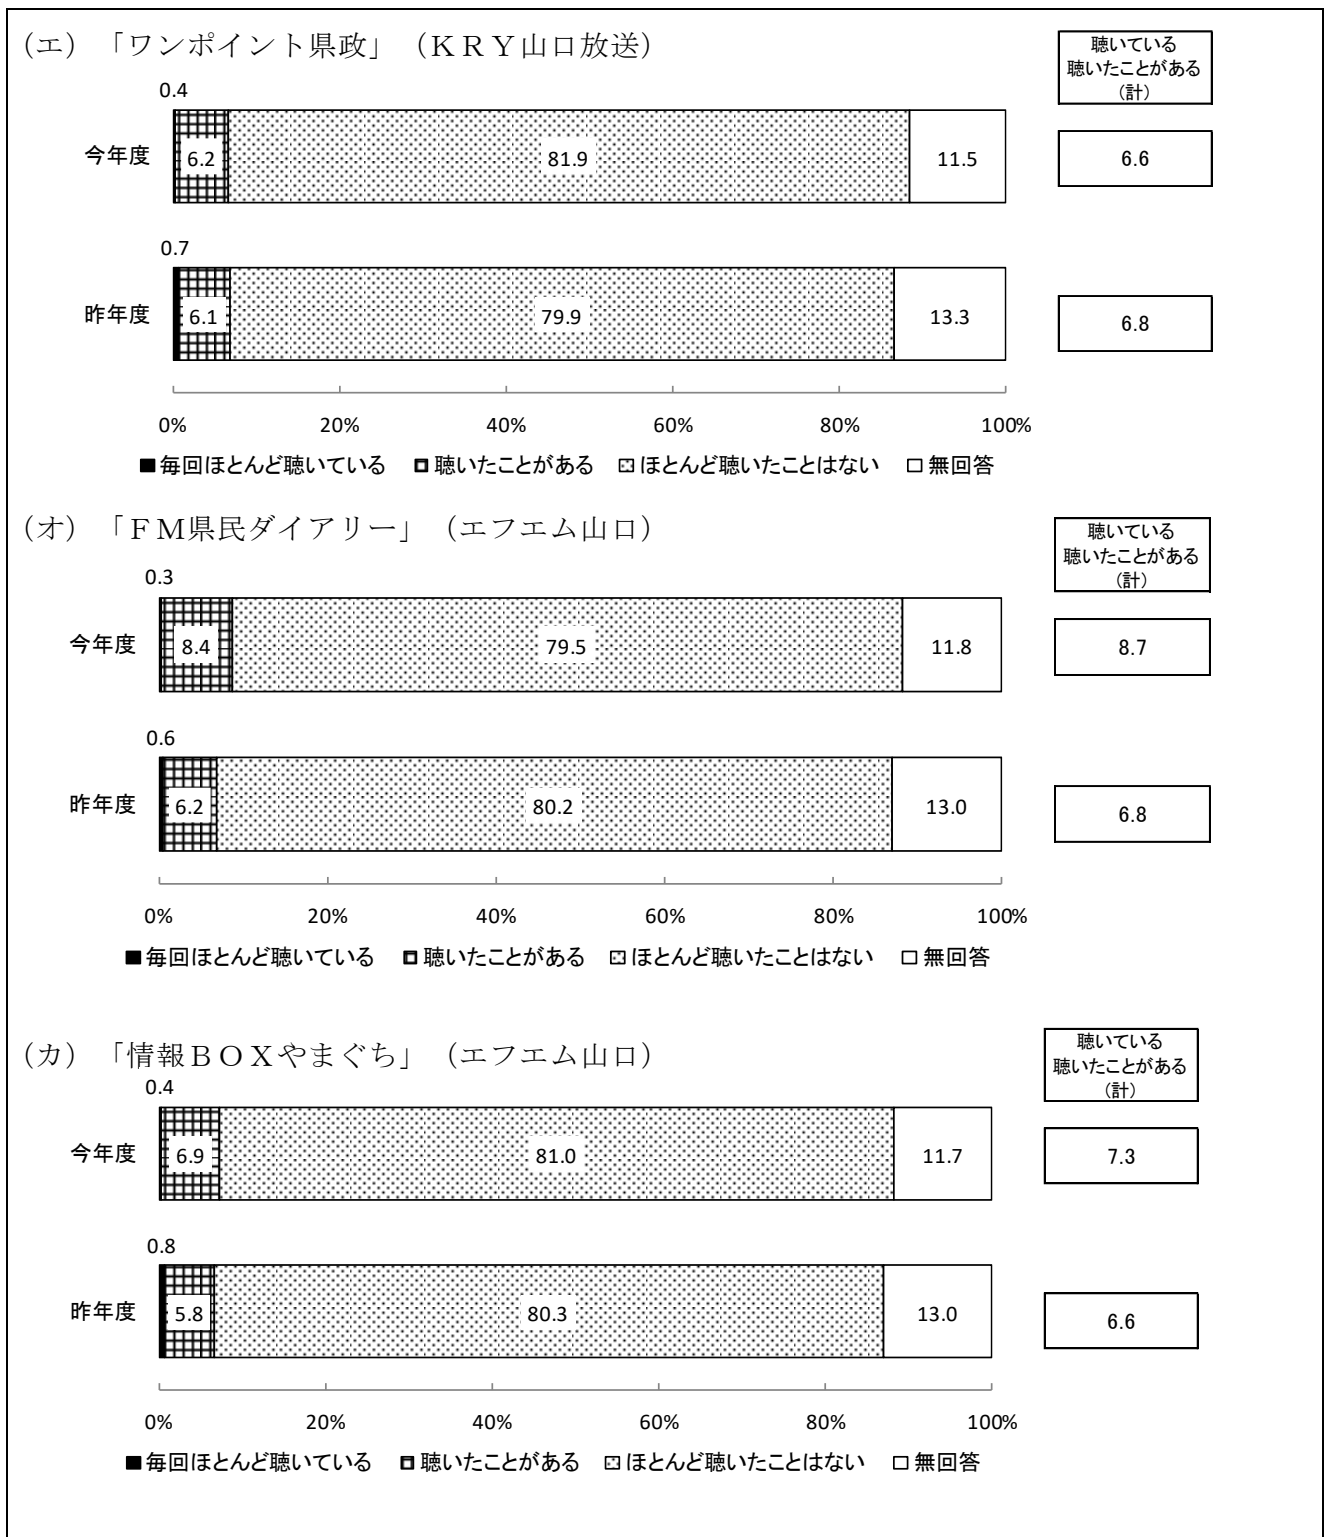 (エ) 「ワンポイント県政」 (ＫＲＹ山口放送)
聴いている
聴いたことがある
(計)
0.4
今年度 6.2 81.9 11.5 6.6
0.7
昨年度 6.1 79.9 13.3 6.8
0% 20% 40% 60% 80% 100%
■毎回ほとんど聴いている 聴いたことがある ほとんど聴いたことはない □無回答
(オ) 「ＦＭ県民ダイアリー」 (エフエム山口)
聴いている
聴いたことがある
(計)
0.3
今年度 8.4 79.5 11.8 8.7
0.6
昨年度 6.2 80.2 13.0 6.8
0% 20% 40% 60% 80% 100%
■毎回ほとんど聴いている 聴いたことがある ほとんど聴いたことはない □無回答
(カ) 「情報ＢＯＸやまぐち」 (エフエム山口)
聴いている
聴いたことがある
(計)
0.4
今年度 6.9 81.0 11.7 7.3
0.8
昨年度 5.8 80.3 13.0 6.6
0% 20% 40% 60% 80% 100%
■毎回ほとんど聴いている 聴いたことがある ほとんど聴いたことはない □無回答